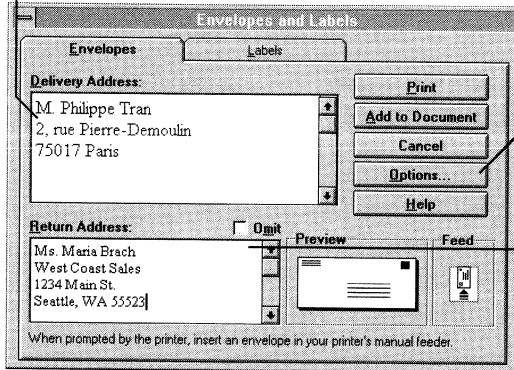 Envelopes and Labels
Envelopes
Labels
Delivery Address:
M. Philippe Tran
2, rue Pierre-Demoulin
75017 Paris
Print
Add to Document
Cancel
Options...
Help
Return Address:
Omit
Ms. Maria Brach
West Coast Sales
1234 Main St.
Seattle, WA 55523
Preview
Feed
When prompted by the printer, insert an envelope in your printer's manual feeder.